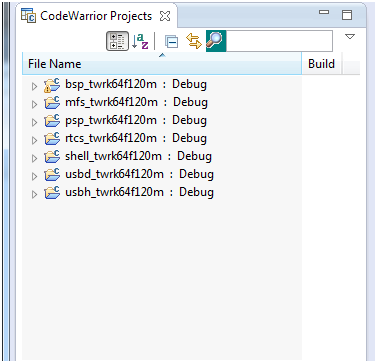 CodeWarrior Projects
File Name Build
bsp_twrk64f120m : Debug
mfs_twrk64f120m : Debug
psp_twrk64f120m : Debug
rtcs_twrk64f120m : Debug
shell_twrk64f120m : Debug
usbd_twrk64f120m : Debug
usbh_twrk64f120m : Debug